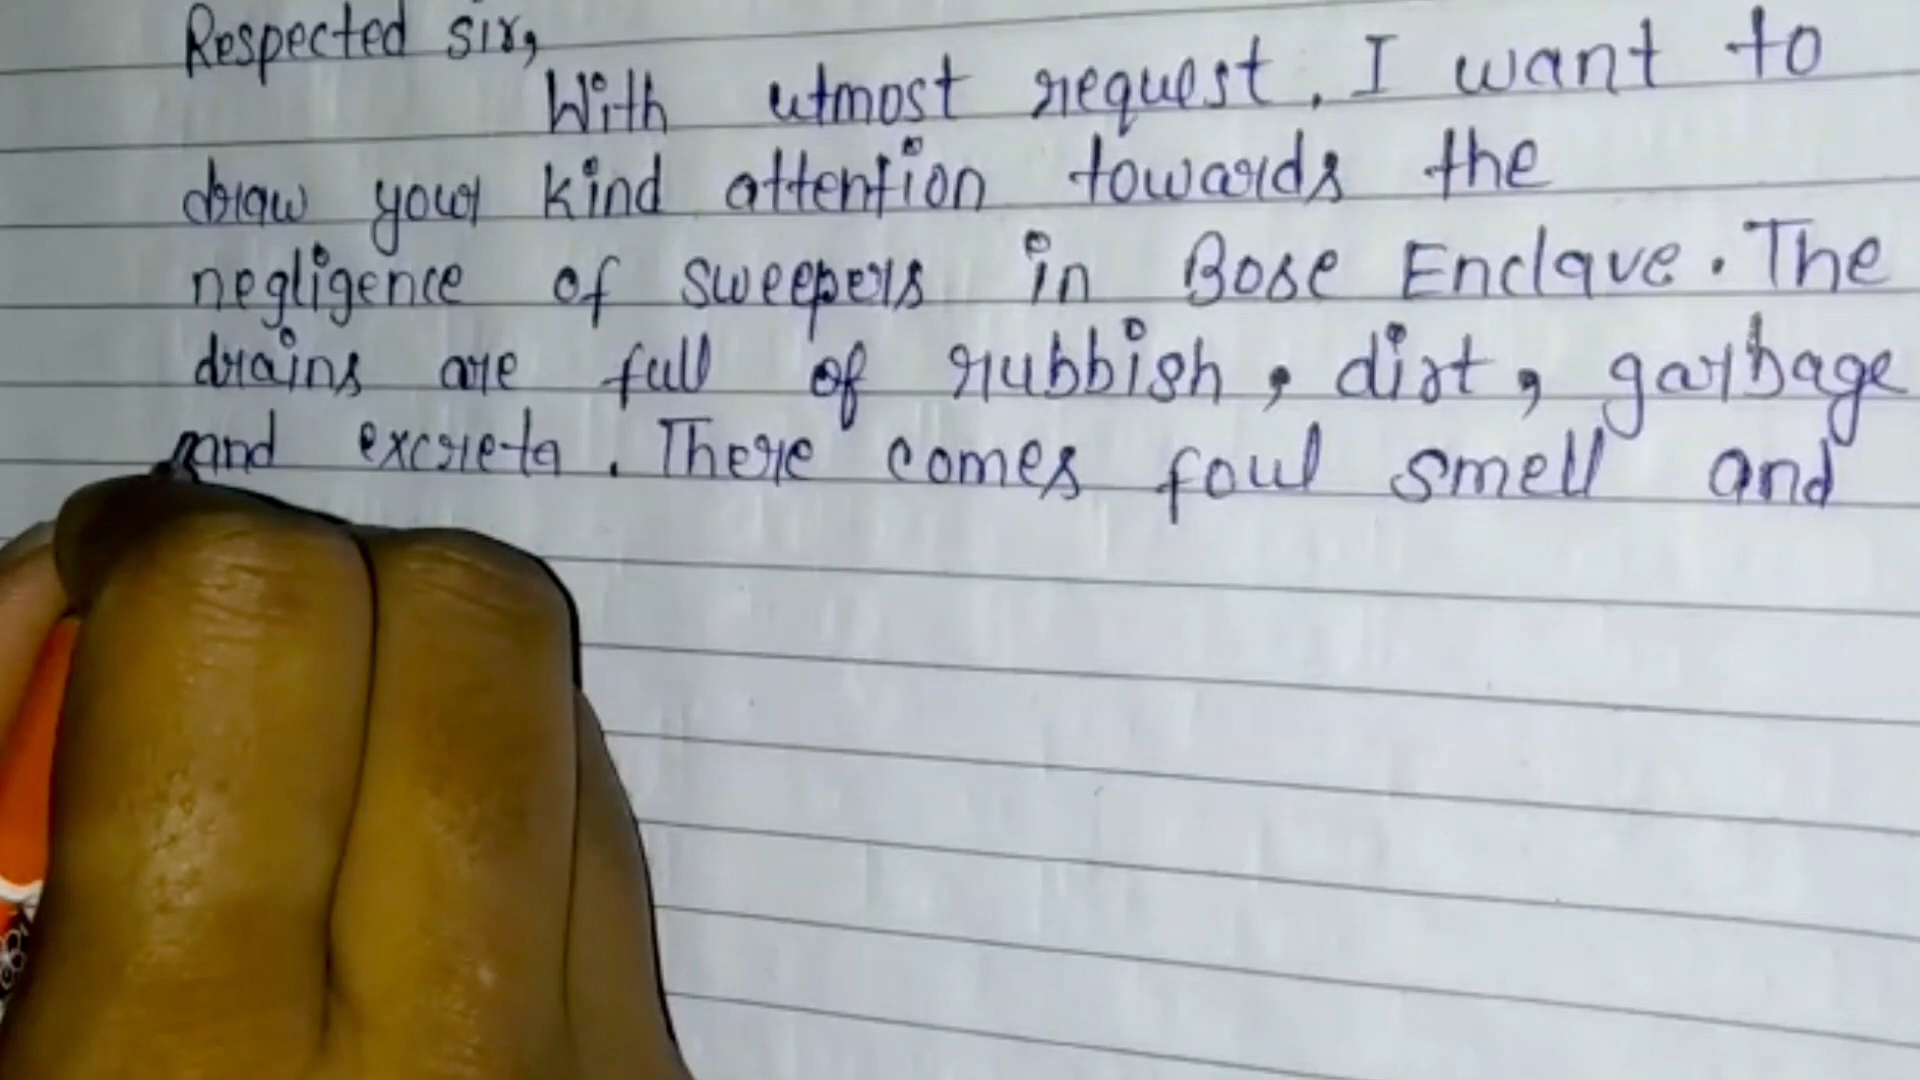 Respected sir,
With utmost request. I want to
draw your kind attention towards the
negligence of sweepers in Bose Enclave. The
drains are full of rubbish, dirt, garbage
and excreta. There comes foul smell and